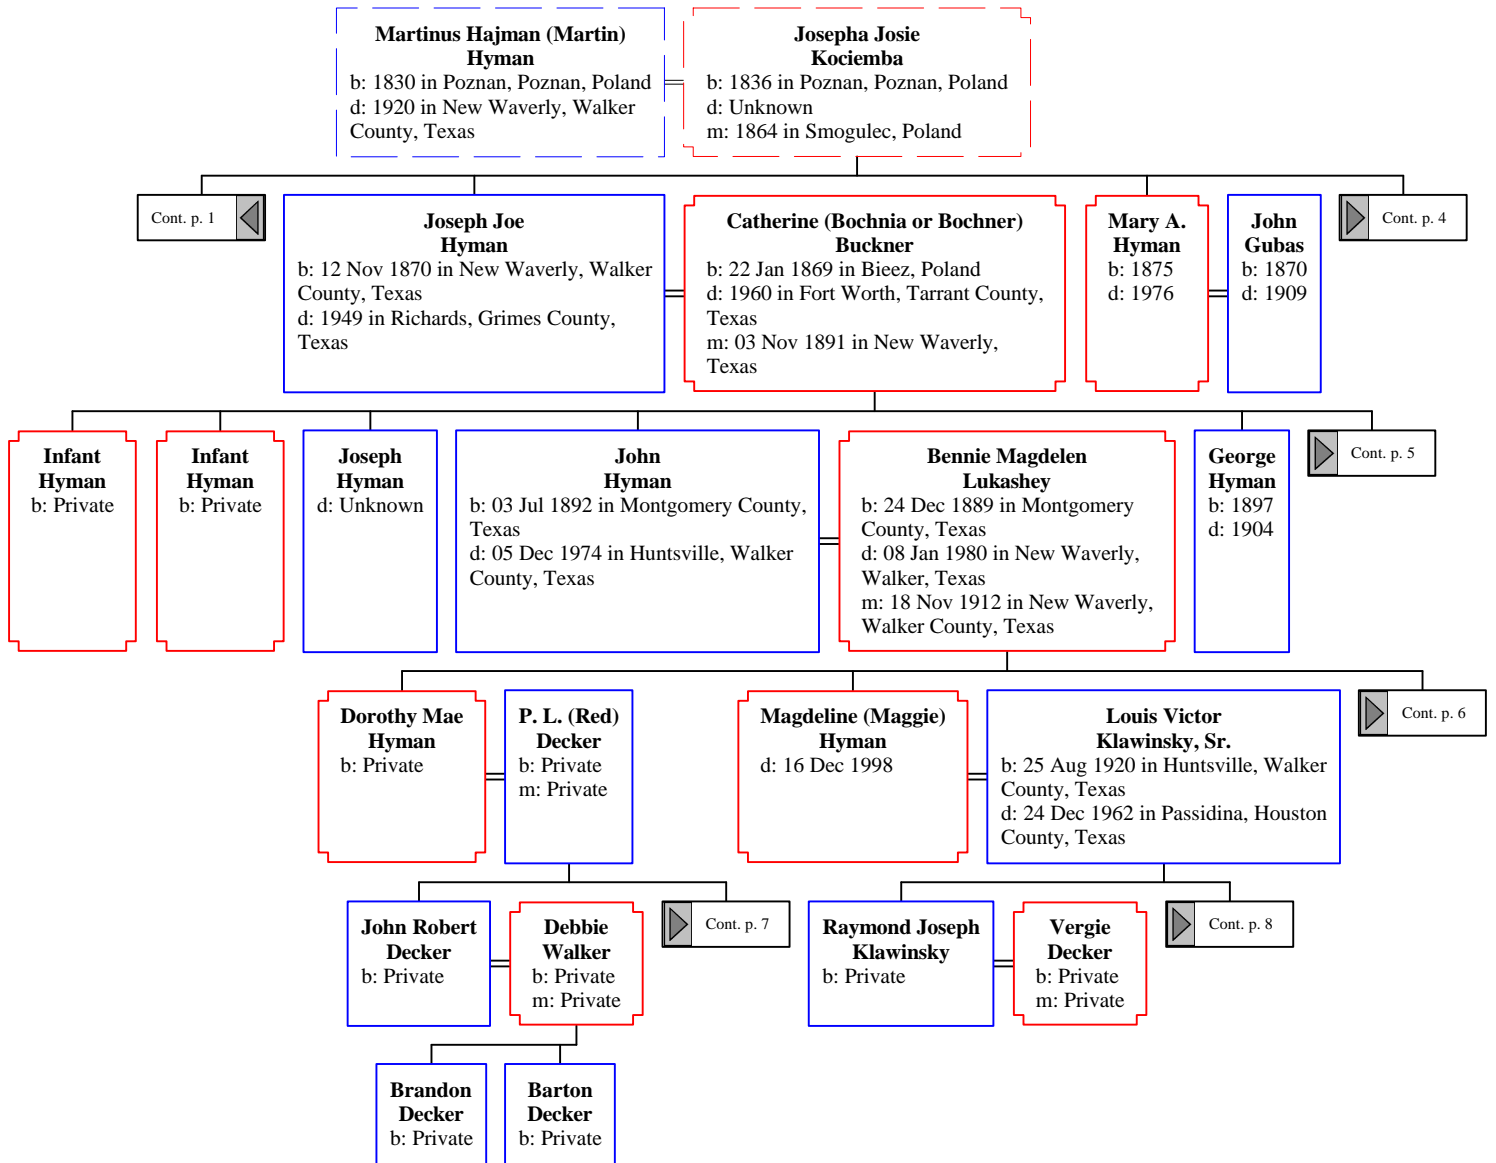 Martinus Hajman (Martin)
Hyman
b: 1830 in Poznan, Poznan, Poland
d: 1920 in New Waverly, Walker
County, Texas
Josepha Josie
Kociemba
b: 1836 in Poznan, Poznan, Poland
d: Unknown
m: 1864 in Smogulec, Poland
Cont. p. 1
Joseph Joe
Hyman
b: 12 Nov 1870 in New Waverly, Walker
County, Texas
d: 1949 in Richards, Grimes County,
Texas
Catherine (Bochnia or Bochner)
Buckner
b: 22 Jan 1869 in Bieez, Poland
d: 1960 in Fort Worth, Tarrant County,
Texas
m: 03 Nov 1891 in New Waverly,
Texas
Mary A.
Hyman
b: 1875
d: 1976
John
Gubas
b: 1870
d: 1909
Cont. p. 4
Infant
Hyman
b: Private
Infant
Hyman
b: Private
Joseph
Hyman
d: Unknown
John
Hyman
b: 03 Jul 1892 in Montgomery County,
Texas
d: 05 Dec 1974 in Huntsville, Walker
County, Texas
Bennie Magdelen
Lukashey
b: 24 Dec 1889 in Montgomery
County, Texas
d: 08 Jan 1980 in New Waverly,
Walker, Texas
m: 18 Nov 1912 in New Waverly,
Walker County, Texas
George
Hyman
b: 1897
d: 1904
Cont. p. 5
Dorothy Mae
Hyman
b: Private
P. L. (Red)
Decker
b: Private
m: Private
Magdeline (Maggie)
Hyman
d: 16 Dec 1998
Louis Victor
Klawinsky, Sr.
b: 25 Aug 1920 in Huntsville, Walker
County, Texas
d: 24 Dec 1962 in Passidina, Houston
County, Texas
Cont. p. 6
John Robert
Decker
b: Private
Debbie
Walker
b: Private
m: Private
Cont. p. 7
Raymond Joseph
Klawinsky
b: Private
Vergie
Decker
b: Private
m: Private
Cont. p. 8
Brandon
Decker
b: Private
Barton
Decker
b: Private